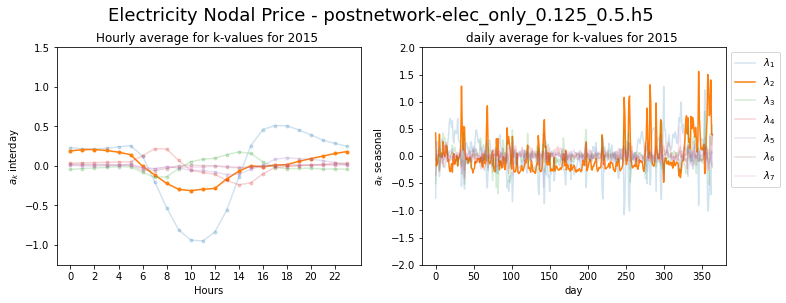 Electricity Nodal Price - postnetwork-elec_only_0.125_0.5.h5
Hourly average for k-values for 2015
1.5
1.0
0.5
0.0
−0.5
−1.0
a_k interday
0 2 4 6 8 10 12 14 16 18 20 22
Hours
daily average for k-values for 2015
2.0
1.5
1.0
0.5
0.0
−0.5
−1.0
−1.5
−2.0
a_k seasonal
0 50 100 150 200 250 300 350
day
λ₁
λ₂
λ₃
λ₄
λ₅
λ₆
λ₇